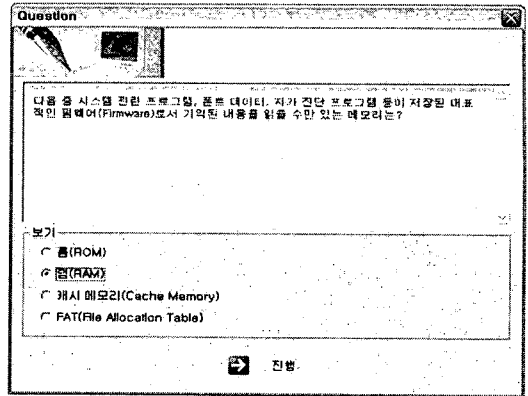 Question
다음 중 시스템 관련 프로그램, 폰트 데이터, 자가 진단 프로그램 등이 저장된 대표
적인 펌웨어(Firmware)로서 기억된 내용을 읽을 수만 있는 메모리는?
보기
롬(ROM)
램(RAM)
캐시 메모리(Cache Memory)
FAT(File Allocation Table)
진행